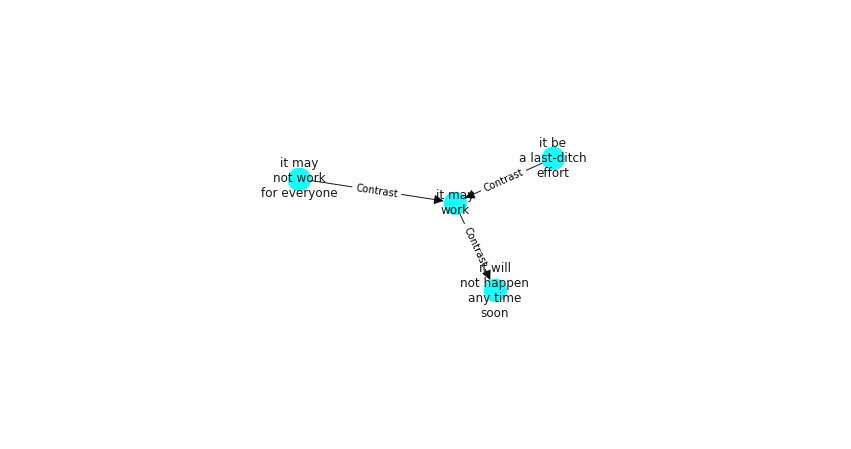 it be
a last-ditch
effort
Contrast
it may
not work
for everyone
Contrast
it may
work
Contrast
it will
not happen
any time
soon